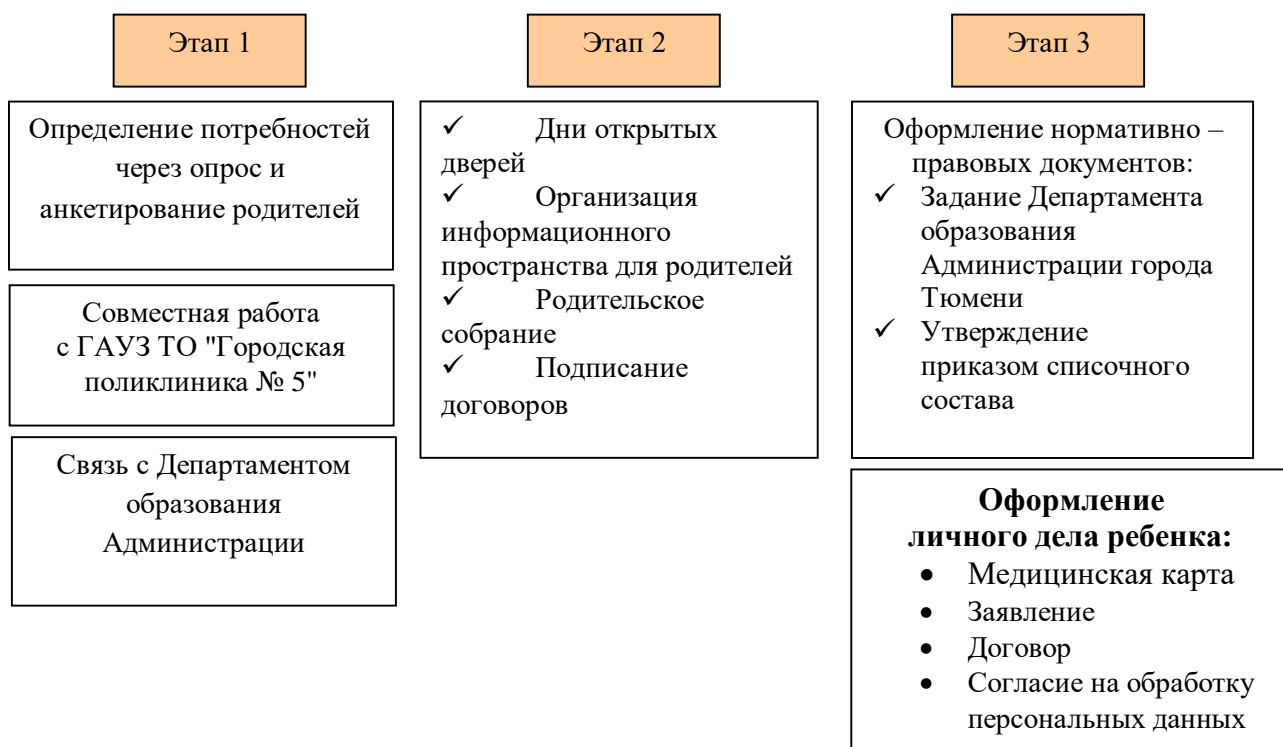 Этап 1
Определение потребностей
через опрос и
анкетирование родителей
Совместная работа
с ГАУЗ ТО "Городская
поликлиника № 5"
Связь с Департаментом
образования
Администрации
Этап 2
✓ Дни открытых
дверей
✓ Организация
информационного
пространства для родителей
✓ Родительское
собрание
✓ Подписание
договоров
Этап 3
Оформление нормативно –
правовых документов:
✓ Задание Департамента
образования
Администрации города
Тюмени
✓ Утверждение
приказом списочного
состава
Оформление
личного дела ребенка:
• Медицинская карта
• Заявление
• Договор
• Согласие на обработку
персональных данных